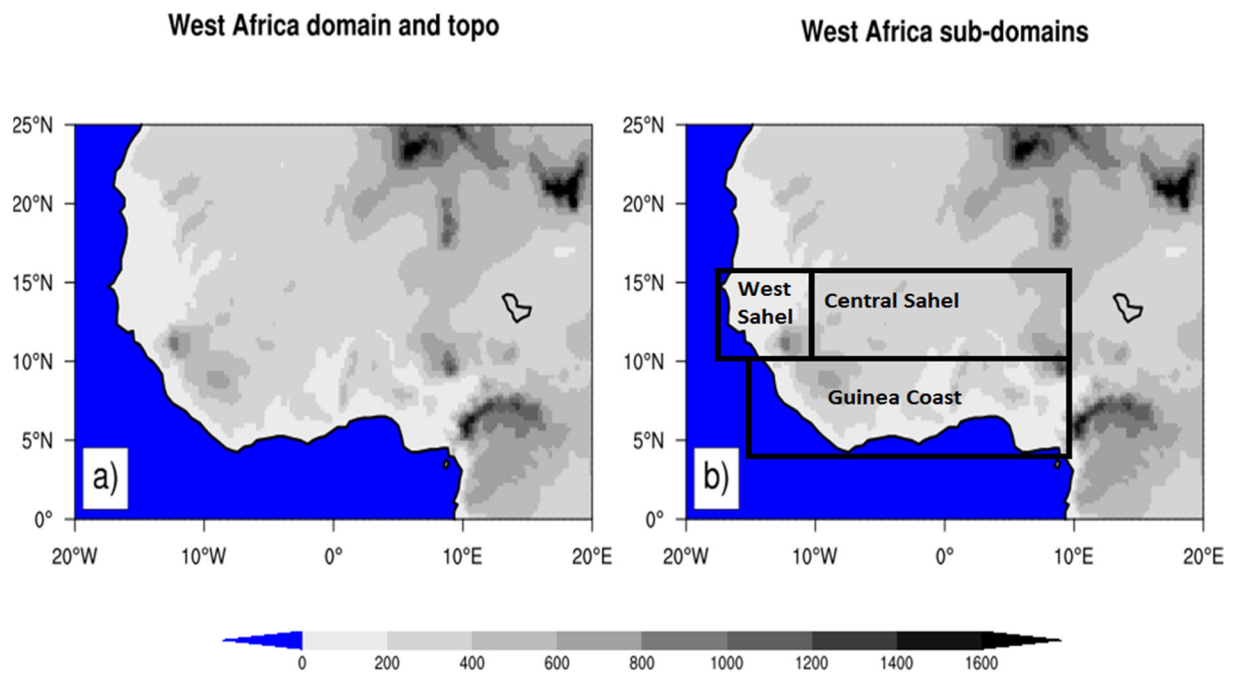 West Africa domain and topo
West Africa sub-domains
25°N
20°N
15°N
10°N
5°N
0°
a)
20°W 10°W 0° 10°E 20°E
25°N
20°N
15°N
10°N
5°N
0°
West
Sahel
Central Sahel
Guinea Coast
b)
20°W 10°W 0° 10°E 20°E
0 200 400 600 800 1000 1200 1400 1600